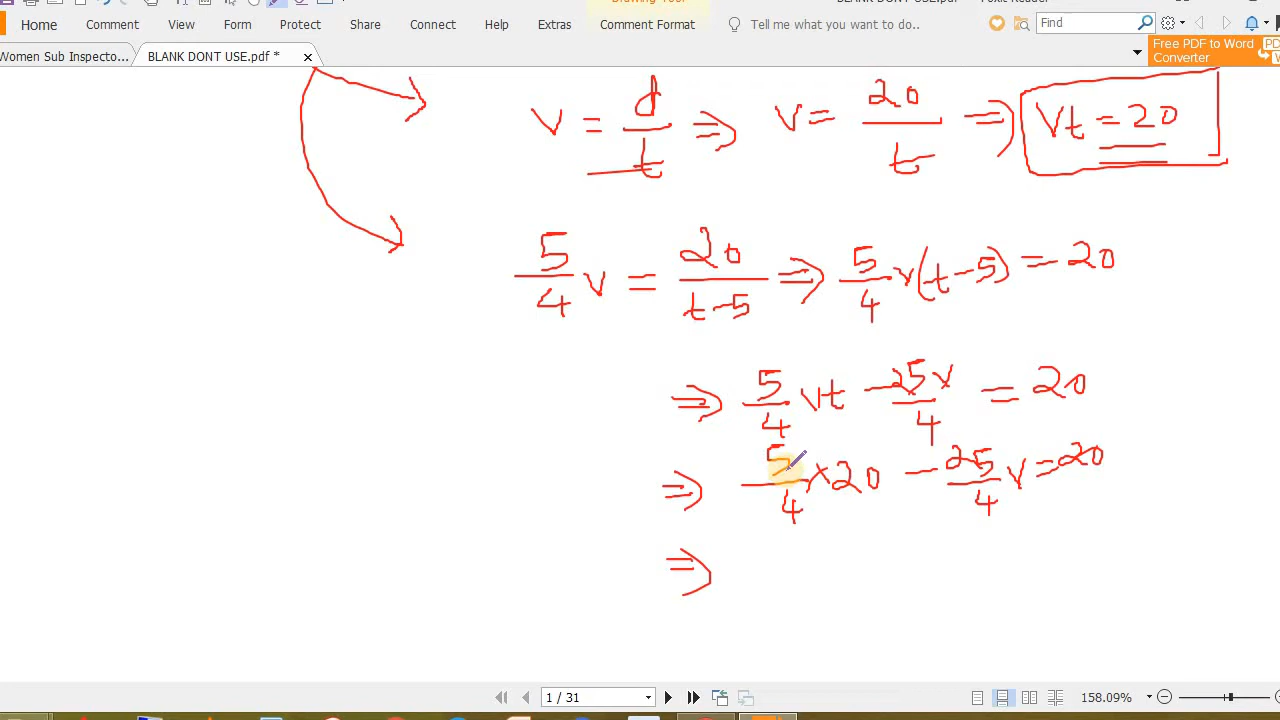 Home Comment View Form Protect Share Connect Help Extras Comment Format Tell me what you want to do.. Find
Women Sub Inspecto... BLANK DONT USE.pdf * Free PDF to Word
Converter
v = d/t ⇒ v = 20/t ⇒ Vt = 20
5/4 v = 20/t-5 ⇒ 5/4 v(t-5) = 20
⇒ 5/4 vt - 25v/4 = 20
⇒ 5/4 × 20 - 25/4 v = 20
⇒
1 / 31 158.09%